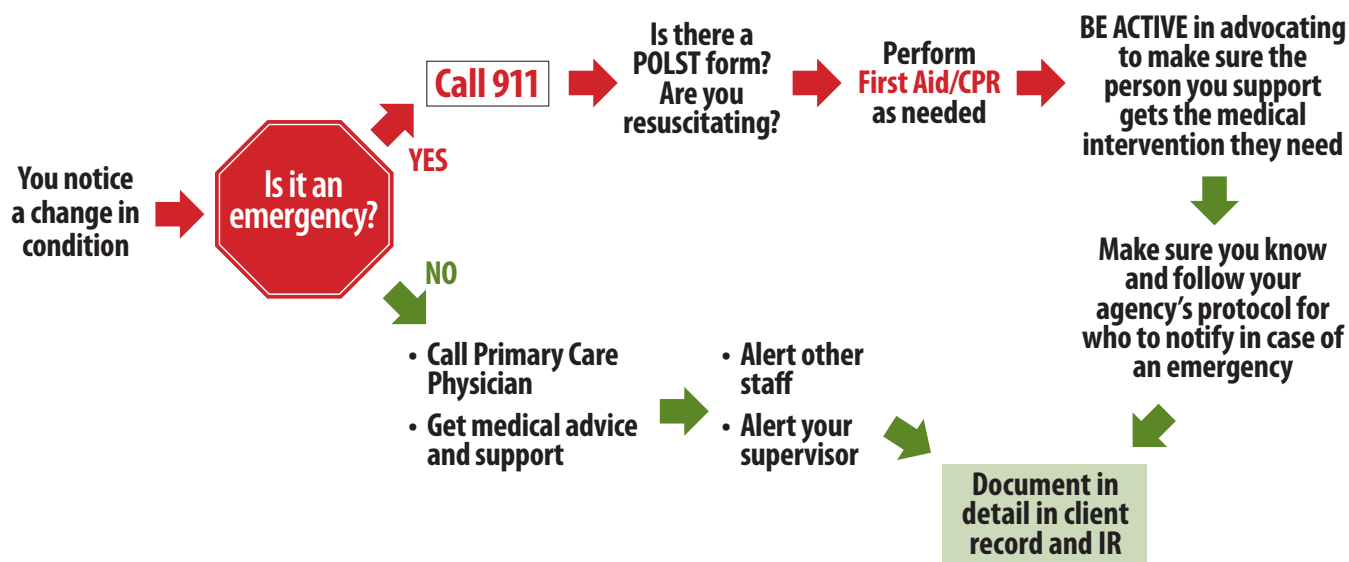 You notice
a change in
condition
Is it an
emergency?
YES
Call 911
Is there a
POLST form?
Are you
resuscitating?
Perform
First Aid/CPR
as needed
BE ACTIVE in advocating
to make sure the
person you support
gets the medical
intervention they need
Make sure you know
and follow your
agency’s protocol for
who to notify in case of
an emergency
NO
• Call Primary Care
Physician
• Get medical advice
and support
• Alert other
staff
• Alert your
supervisor
Document in
detail in client
record and IR